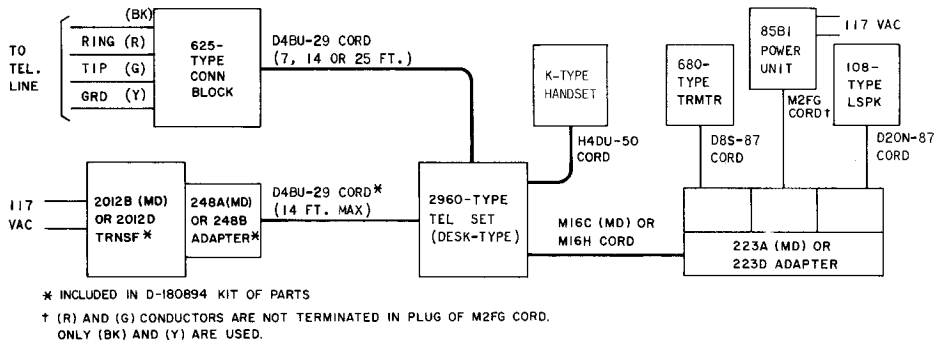 TO
TEL.
LINE
(BK)
RING (R)
TIP (G)
GRD (Y)
625-
TYPE
CONN
BLOCK
D4BU-29 CORD
(7, 14 OR 25 FT.)
K-TYPE
HANDSET
H4DU-50
CORD
680-
TYPE
TRMTR
D8S-87
CORD
85B1
POWER
UNIT
117 VAC
M2FG
CORD†
108-
TYPE
LSPK
D20N-87
CORD
117
VAC
2012B (MD)
OR 2012D
TRNSF*
248A(MD)
OR 248B
ADAPTER*
D4BU-29 CORD*
(14 FT. MAX)
2960-TYPE
TEL SET
(DESK-TYPE)
M16C (MD) OR
M16H CORD
223A (MD) OR
223D ADAPTER
* INCLUDED IN D-180894 KIT OF PARTS
† (R) AND (G) CONDUCTORS ARE NOT TERMINATED IN PLUG OF M2FG CORD.
ONLY (BK) AND (Y) ARE USED.